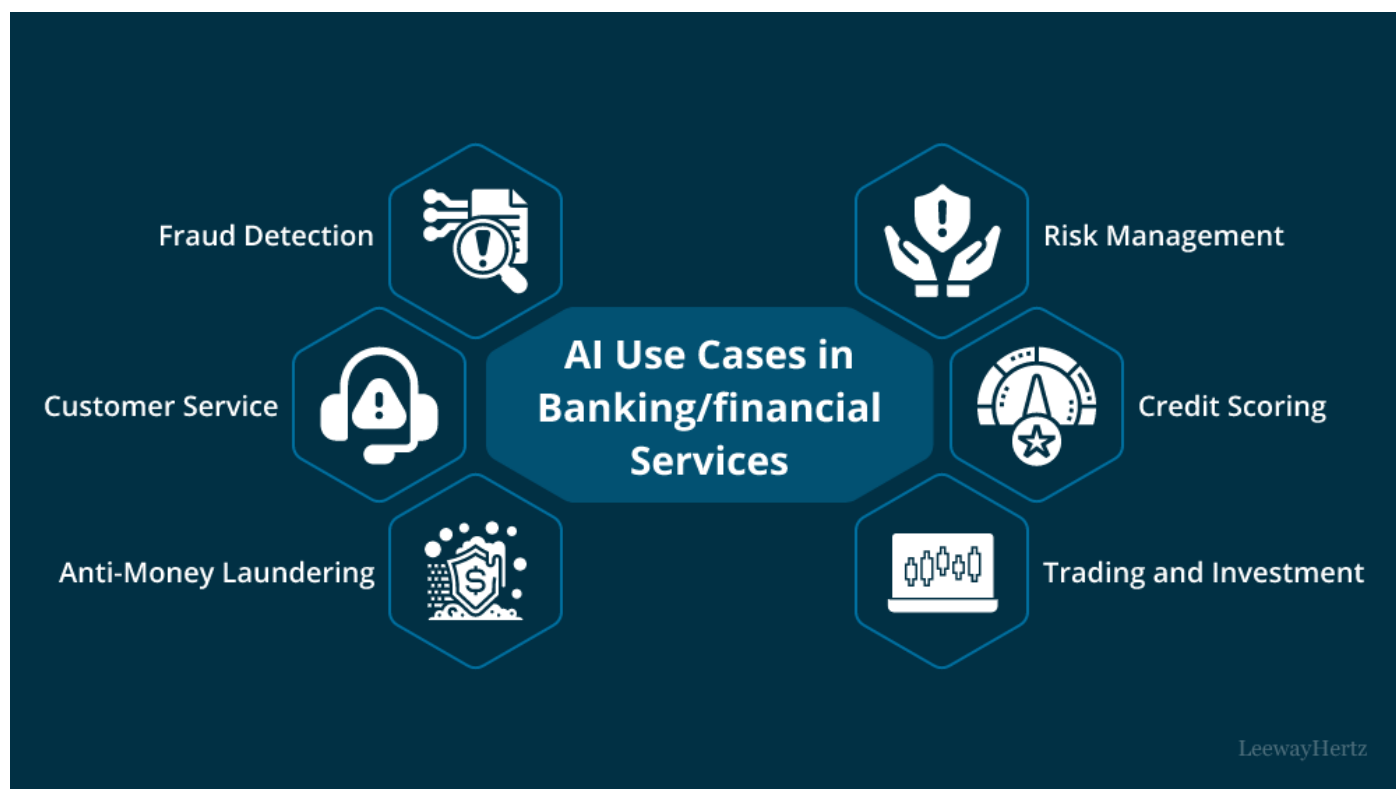 Fraud Detection
Risk Management
AI Use Cases in
Banking/financial
Services
Customer Service
Credit Scoring
Anti-Money Laundering
Trading and Investment
LeewayHertz